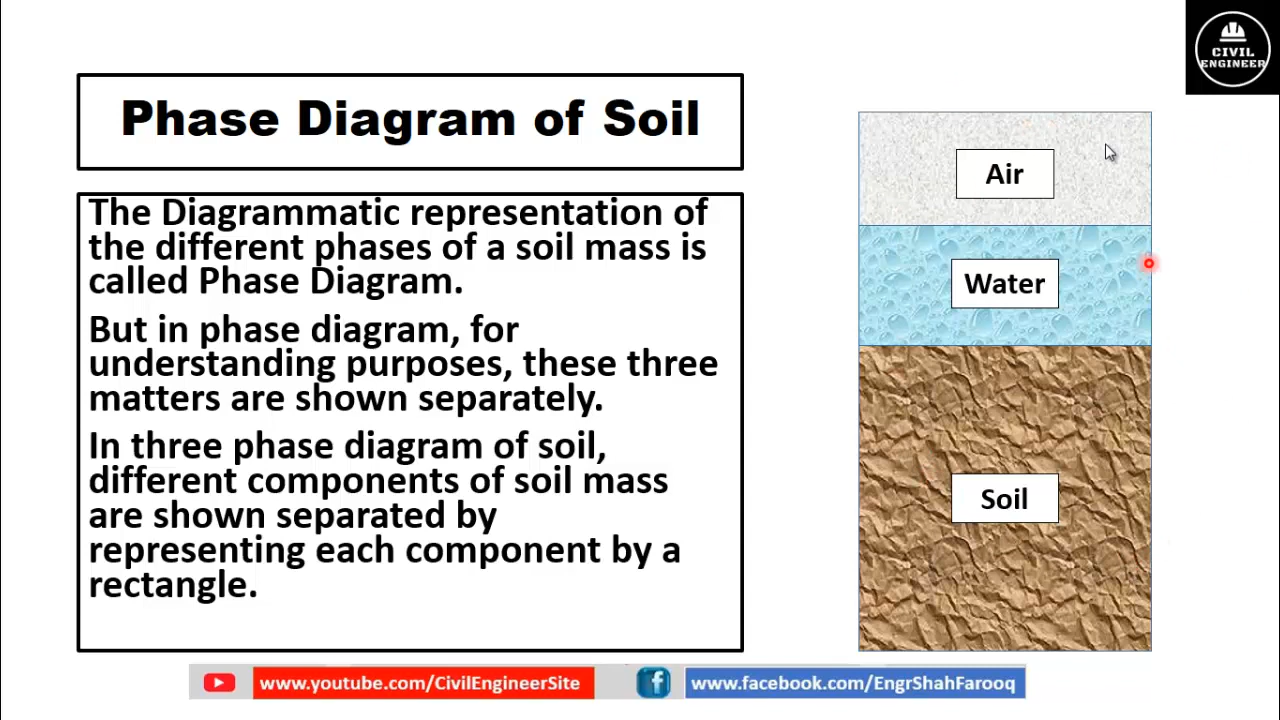 CIVIL
ENGINEER
Phase Diagram of Soil
The Diagrammatic representation of
the different phases of a soil mass is
called Phase Diagram.
But in phase diagram, for
understanding purposes, these three
matters are shown separately.
In three phase diagram of soil,
different components of soil mass
are shown separated by
representing each component by a
rectangle.
Air
Water
Soil
www.youtube.com/CivilEngineerSite
f www.facebook.com/EngrShahFarooq